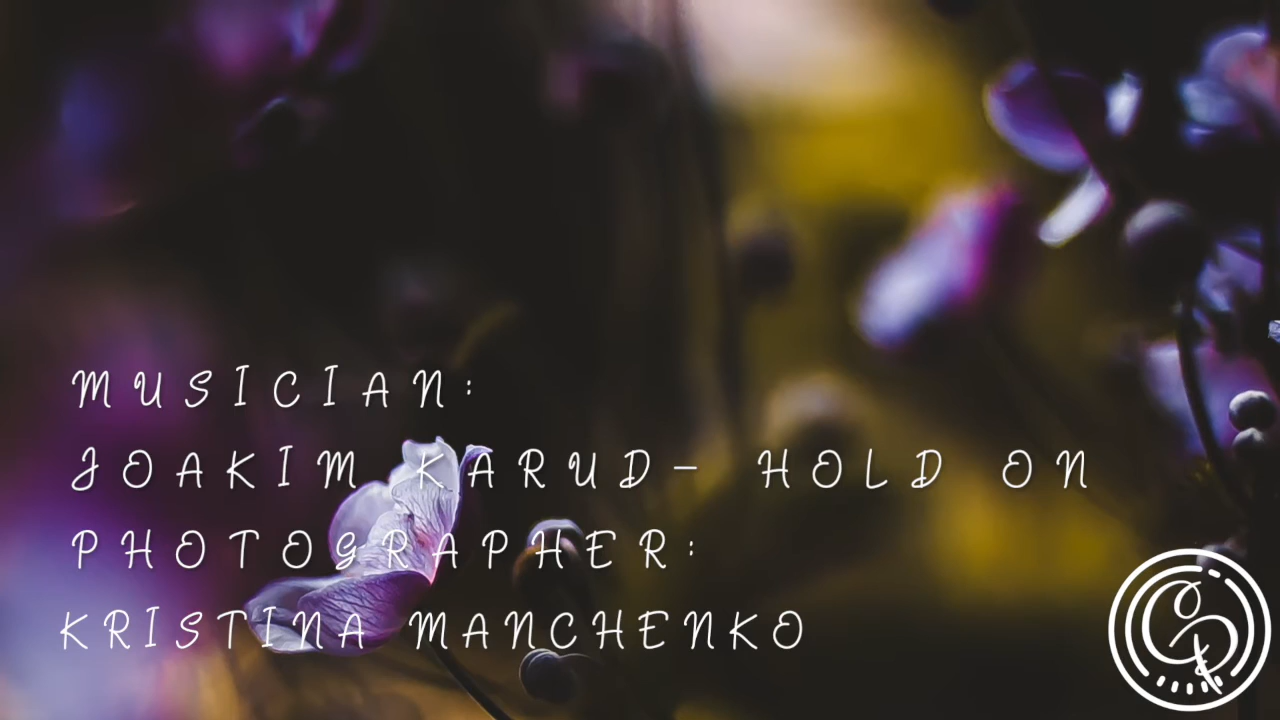 MUSICIAN:
JOAKIM KARUD- HOLD ON
PHOTOGRAPHER:
KRISTINA MANCHENKO